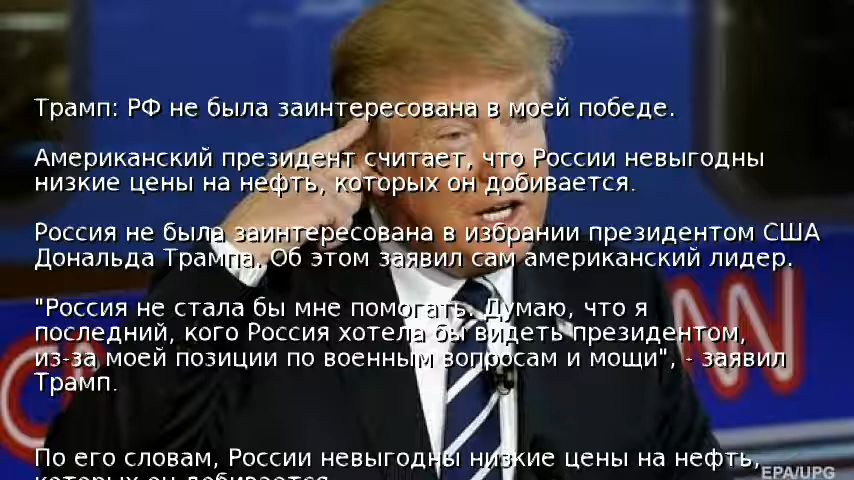 Трамп: РФ не была заинтересована в моей победе.
Американский президент считает, что России невыгодны
низкие цены на нефть, которых он добивается.
Россия не была заинтересована в избрании президентом США
Дональда Трампа. Об этом заявил сам американский лидер.
"Россия не стала бы мне помогать. Думаю, что я
последний, кого Россия хотела бы видеть президентом,
из-за моей позиции по военным вопросам и мощи", - заявил
Трамп.
По его словам, России невыгодны низкие цены на нефть,
которых он добивается
EPA/UPG